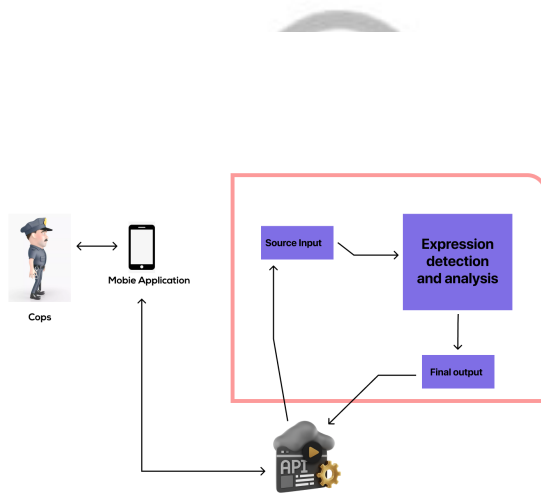 Source Input
Expression
detection
and analysis
Mobie Application
Cops
Final output
API